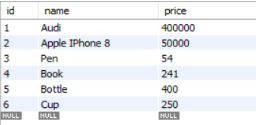 id name price
1 Audi 400000
2 Apple IPhone 8 50000
3 Pen 54
4 Book 241
5 Bottle 400
6 Cup 250
NULL NULL NULL